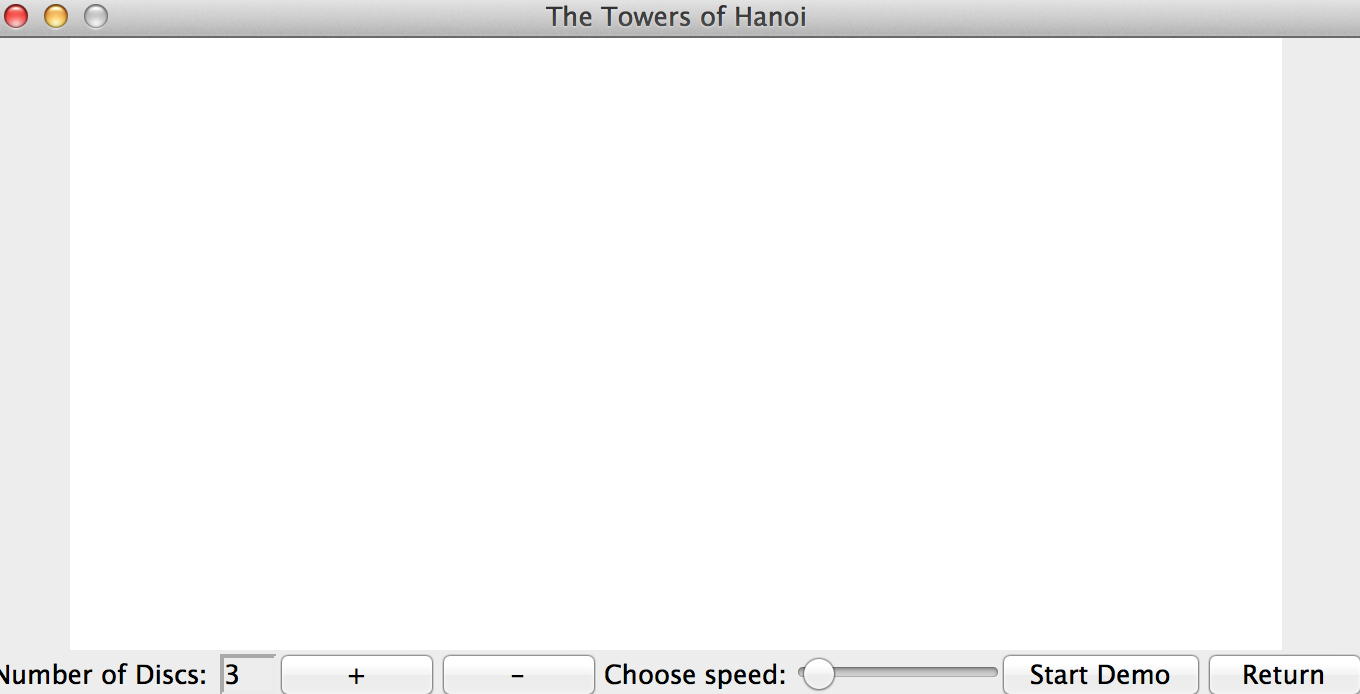 The Towers of Hanoi
Number of Discs: 3 + - Choose speed: Start Demo Return